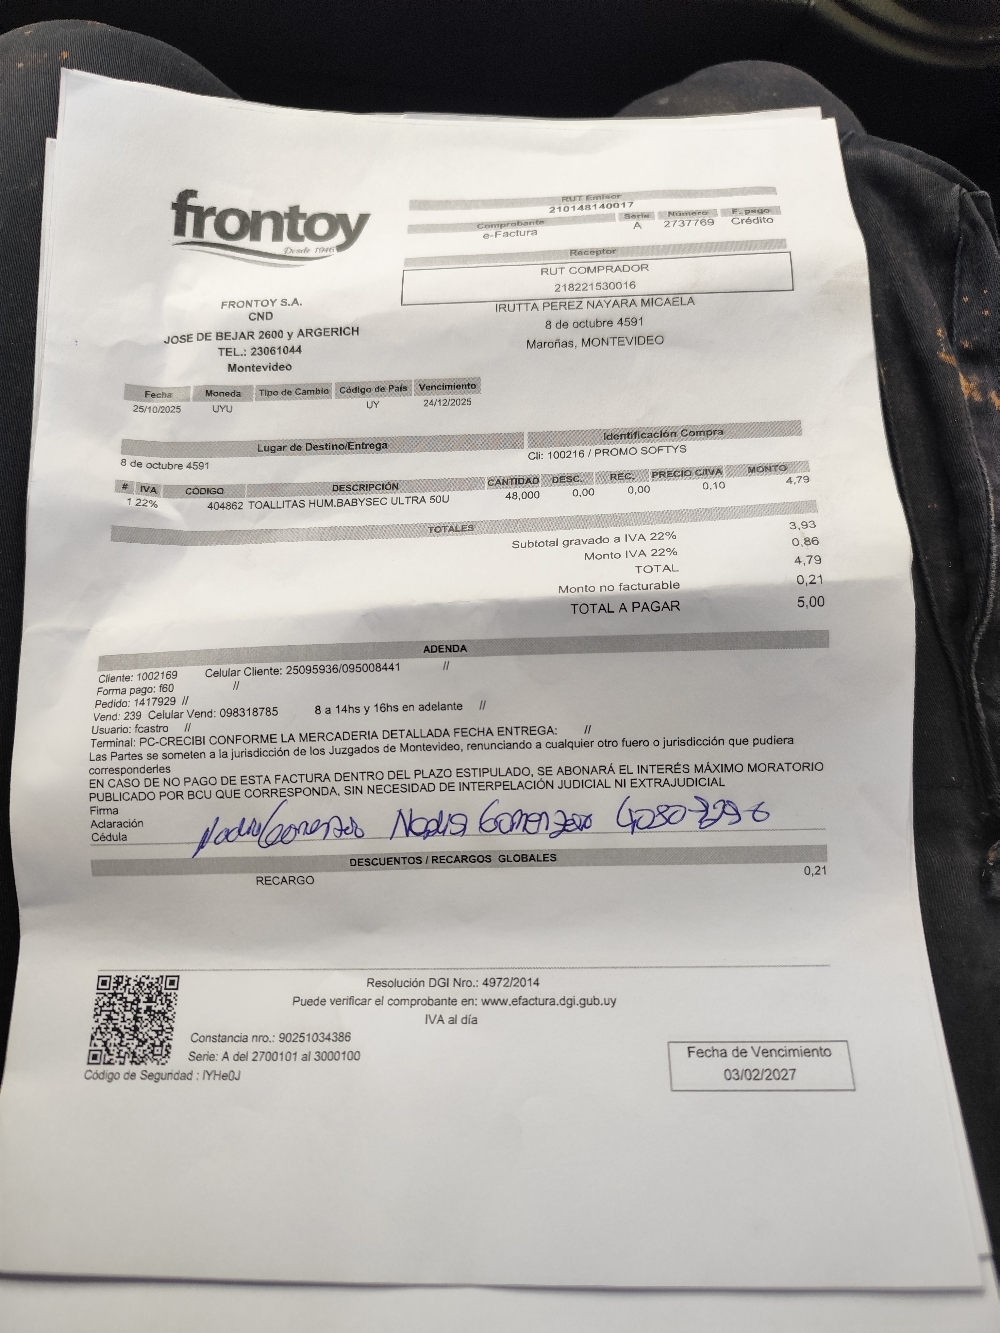 frontoy
Desde 1946
RUT Emisor
210148140017
Comprobante Serie Número F. pago
e-Factura A 2737769 Crédito
Receptor
RUT COMPRADOR
218221530016
IRUTTA PEREZ NAYARA MICAELA
8 de octubre 4591
Maroñas, MONTEVIDEO
FRONTOY S.A.
CND
JOSE DE BEJAR 2600 y ARGERICH
TEL.: 23061044
Montevideo
Fecha Moneda Tipo de Cambio Código de País Vencimiento
25/10/2025 UYU UY 24/12/2025
Lugar de Destino/Entrega Identificación Compra
8 de octubre 4591 Cli: 100216 / PROMO SOFTYS
# IVA CÓDIGO DESCRIPCIÓN CANTIDAD DESC. REC. PRECIO C/IVA MONTO
1 22% 404862 TOALLITAS HUM.BABYSEC ULTRA 50U 48,000 0,00 0,00 0,10 4,79
TOTALES
Subtotal gravado a IVA 22% 3,93
Monto IVA 22% 0,86
TOTAL 4,79
Monto no facturable 0,21
TOTAL A PAGAR 5,00
ADENDA
Cliente: 1002169 Celular Cliente: 25095936/095008441 //
Forma pago: f60 //
Pedido: 1417929 //
Vend: 239 Celular Vend: 098318785 8 a 14hs y 16hs en adelante //
Usuario: fcastro //
Terminal: PC-CRECIBI CONFORME LA MERCADERIA DETALLADA FECHA ENTREGA: //
Las Partes se someten a la jurisdicción de los Juzgados de Montevideo, renunciando a cualquier otro fuero o jurisdicción que pudiera
corresponderles
EN CASO DE NO PAGO DE ESTA FACTURA DENTRO DEL PLAZO ESTIPULADO, SE ABONARÁ EL INTERÉS MÁXIMO MORATORIO
PUBLICADO POR BCU QUE CORRESPONDA, SIN NECESIDAD DE INTERPELACIÓN JUDICIAL NI EXTRAJUDICIAL
Firma
Aclaración
Cédula
Nadia
DESCUENTOS / RECARGOS GLOBALES
RECARGO 0,21
Resolución DGI Nro.: 4972/2014
Puede verificar el comprobante en: www.efactura.dgi.gub.uy
IVA al día
Constancia nro.: 90251034386
Serie: A del 2700101 al 3000100
Código de Seguridad : IYHe0J
Fecha de Vencimiento
03/02/2027